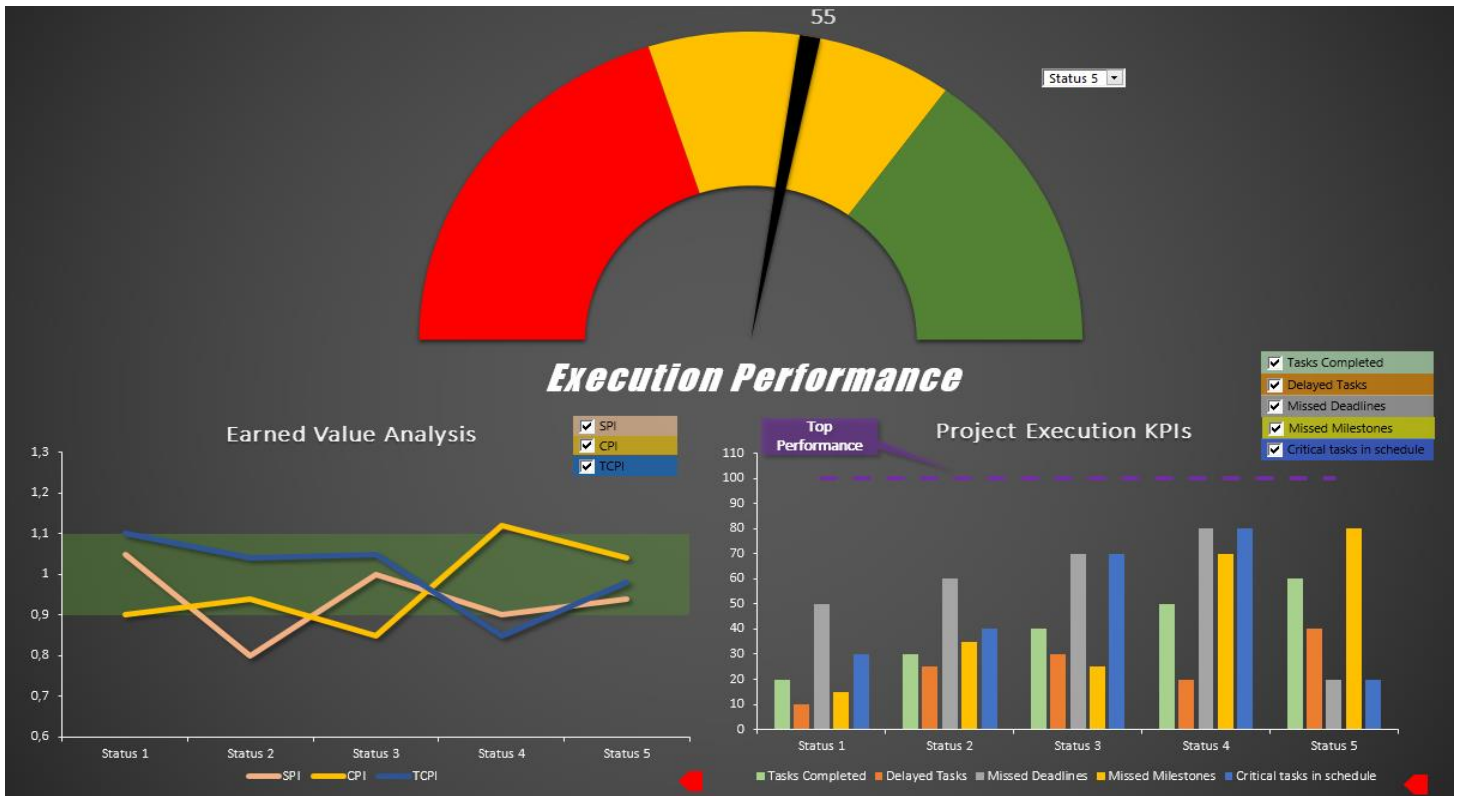 55
Status 5
Execution Performance
Tasks Completed
Delayed Tasks
Missed Deadlines
Missed Milestones
Critical tasks in schedule
Earned Value Analysis
SPI
CPI
TCPI
1,3
1,2
1,1
1
0,9
0,8
0,7
0,6
Status 1 Status 2 Status 3 Status 4 Status 5
SPI CPI TCPI
Top
Performance
Project Execution KPIs
110
100
90
80
70
60
50
40
30
20
10
0
Status 1 Status 2 Status 3 Status 4 Status 5
Tasks Completed Delayed Tasks Missed Deadlines Missed Milestones Critical tasks in schedule